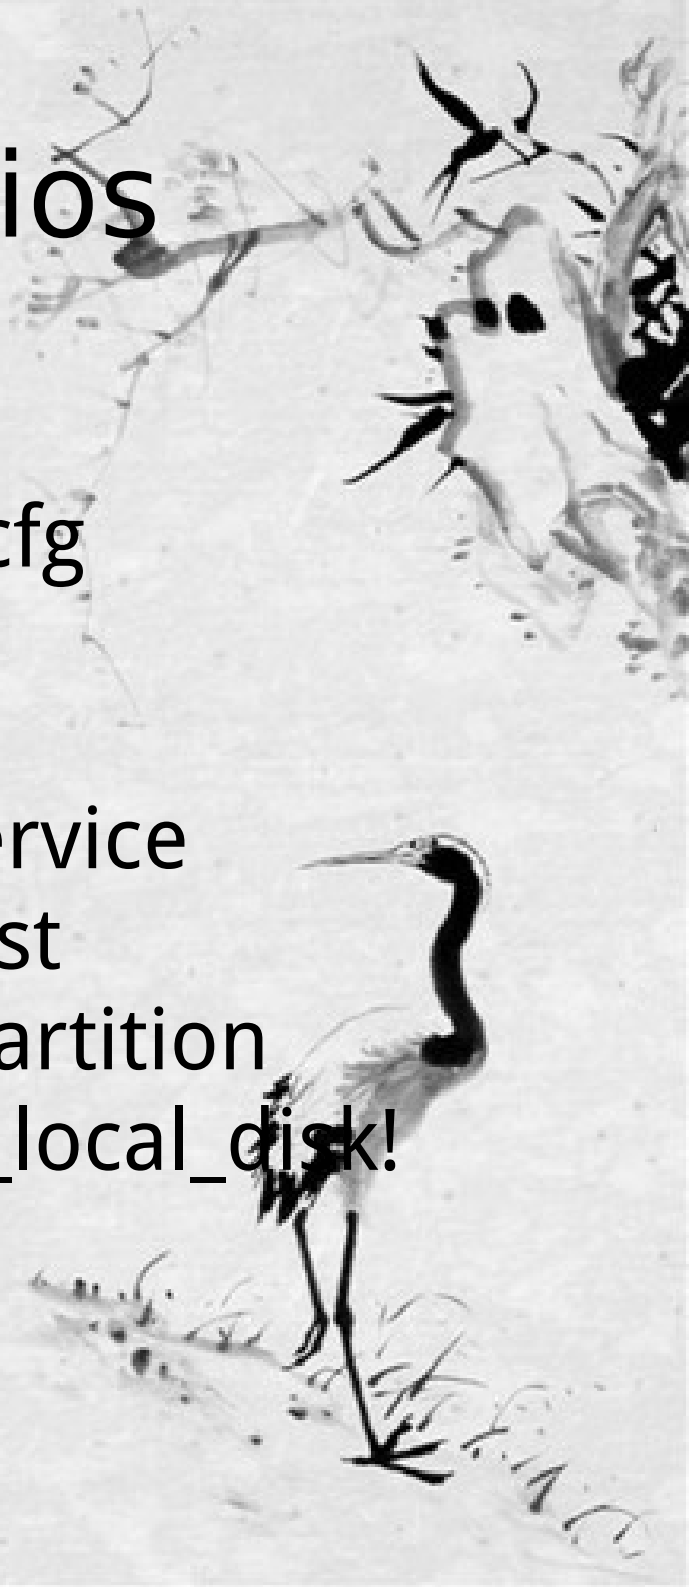 ios
cfg
ervice
st
artition
_local_disk!